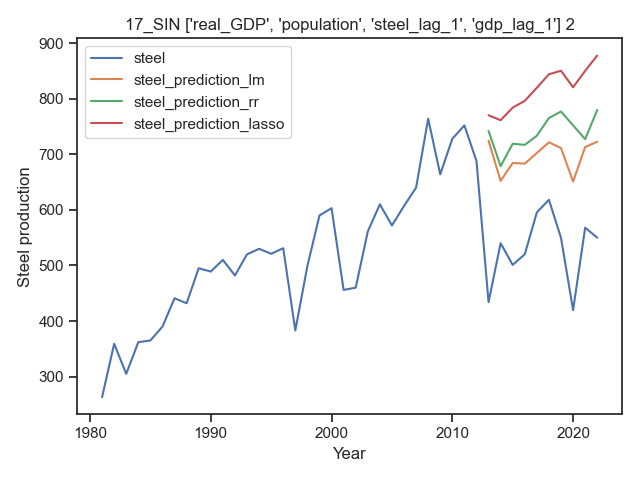 17_SIN ['real_GDP', 'population', 'steel_lag_1', 'gdp_lag_1'] 2
900
800
700
600
500
400
300
Steel production
steel
steel_prediction_lm
steel_prediction_rr
steel_prediction_lasso
1980
1990
2000
2010
2020
Year